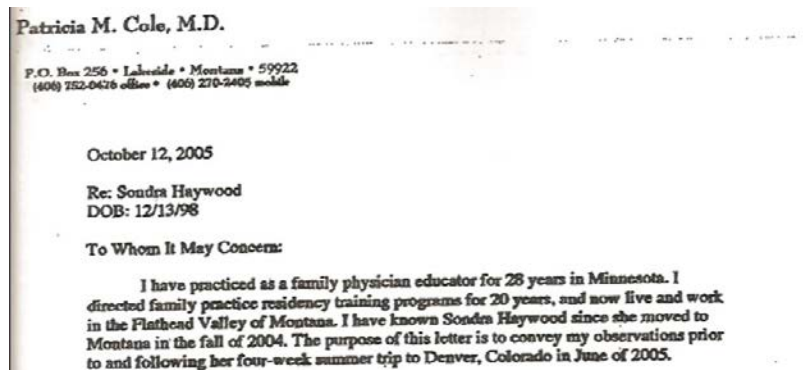 Patricia M. Cole, M.D.
P.O. Box 256 * Lakeside * Montana * 59922
(406) 752-0476 office * (406) 270-2405 mobile
October 12, 2005
Re: Sondra Haywood
DOB: 12/13/98
To Whom It May Concern:
I have practiced as a family physician educator for 28 years in Minnesota. I
directed family practice residency training programs for 20 years, and now live and work
in the Flathead Valley of Montana. I have known Sondra Haywood since she moved to
Montana in the fall of 2004. The purpose of this letter is to convey my observations prior
to and following her four-week summer trip to Denver, Colorado in June of 2005.